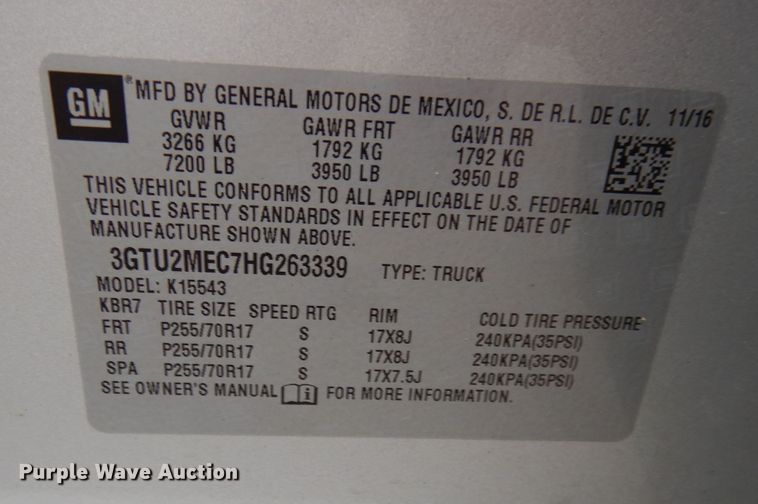 GM ® MFD BY GENERAL MOTORS DE MEXICO, S. DE R.L. DE C.V. 11/16
GVWR GAWR FRT GAWR RR
3266 KG 1792 KG 1792 KG
7200 LB 3950 LB 3950 LB
THIS VEHICLE CONFORMS TO ALL APPLICABLE U.S. FEDERAL MOTOR
VEHICLE SAFETY STANDARDS IN EFFECT ON THE DATE OF
MANUFACTURE SHOWN ABOVE.
3GTU2MEC7HG263339 TYPE: TRUCK
MODEL: K15543
KBR7 TIRE SIZE SPEED RTG RIM COLD TIRE PRESSURE
FRT P255/70R17 S 17X8J 240KPA(35PSI)
RR P255/70R17 S 17X8J 240KPA(35PSI)
SPA P255/70R17 S 17X7.5J 240KPA(35PSI)
SEE OWNER'S MANUAL i FOR MORE INFORMATION.
Purple Wave Auction